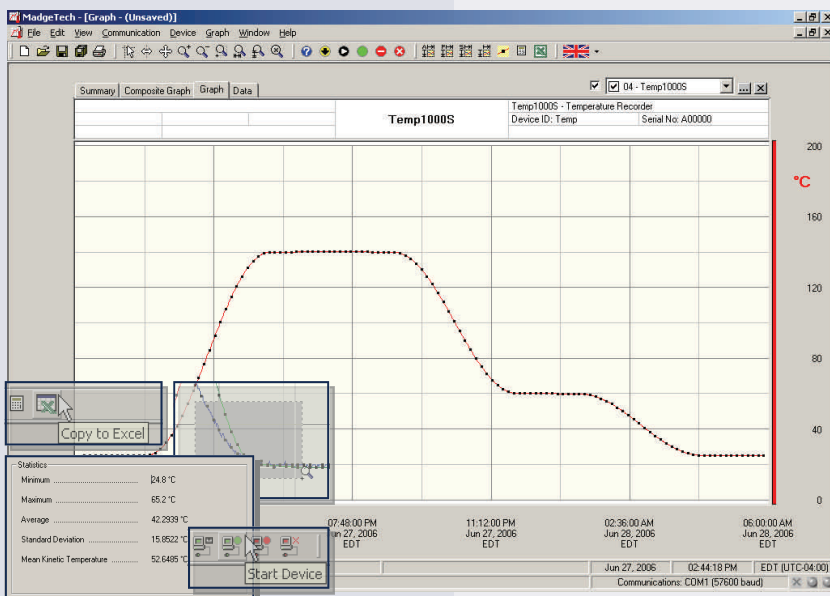 MadgeTech - [Graph - (Unsaved)]
File Edit View Communication Device Graph Window Help
Summary Composite Graph Graph Data
04 - Temp1000S
Temp1000S
Temp1000S - Temperature Recorder
Device ID: Temp Serial No: A00000
200
°C
160
120
80
40
0
Copy to Excel
Statistics
Minimum 24.8 °C
Maximum 65.2 °C
Average 42.2939 °C
Standard Deviation 15.8522 °C
Mean Kinetic Temperature 52.6485 °C
Start Device
07:48:00 PM
Jun 27, 2006
EDT
11:12:00 PM
Jun 27, 2006
EDT
02:36:00 AM
Jun 28, 2006
EDT
06:00:00 AM
Jun 28, 2006
EDT
Jun 27, 2006 02:44:18 PM EDT (UTC-04:00)
Communications: COM1 (57600 baud)